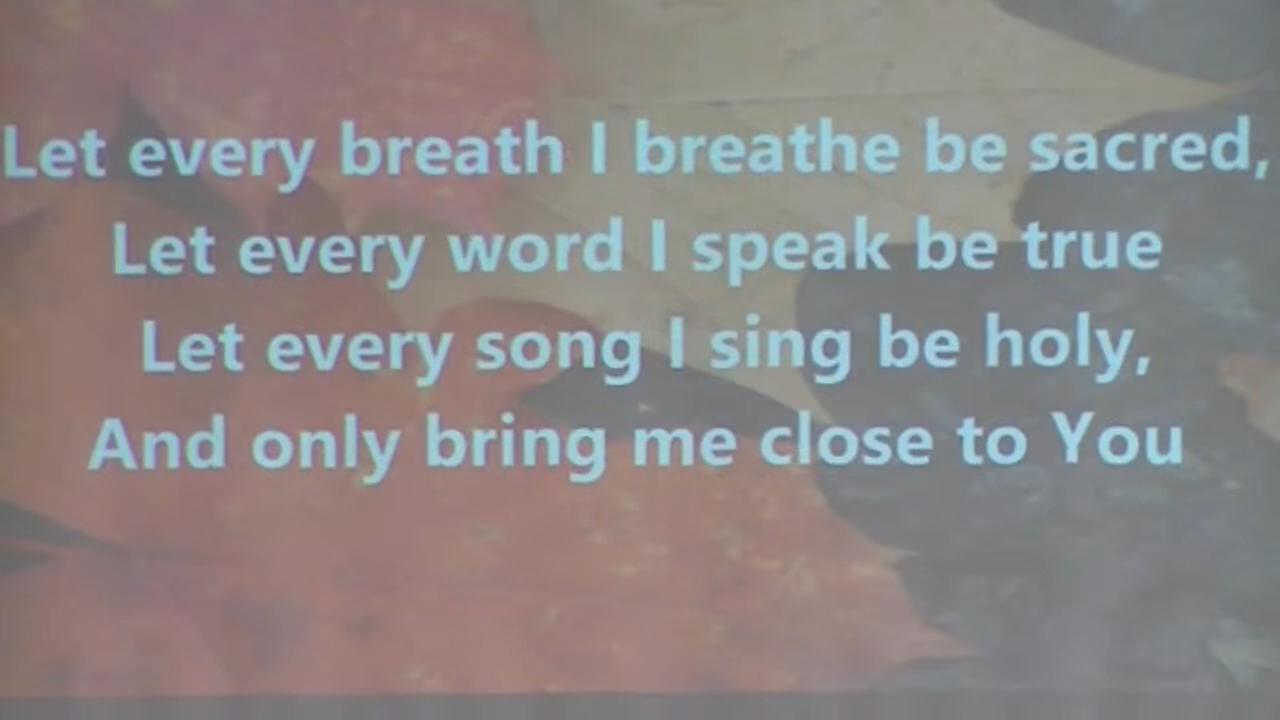 Let every breath I breathe be sacred,
Let every word I speak be true
Let every song I sing be holy,
And only bring me close to You